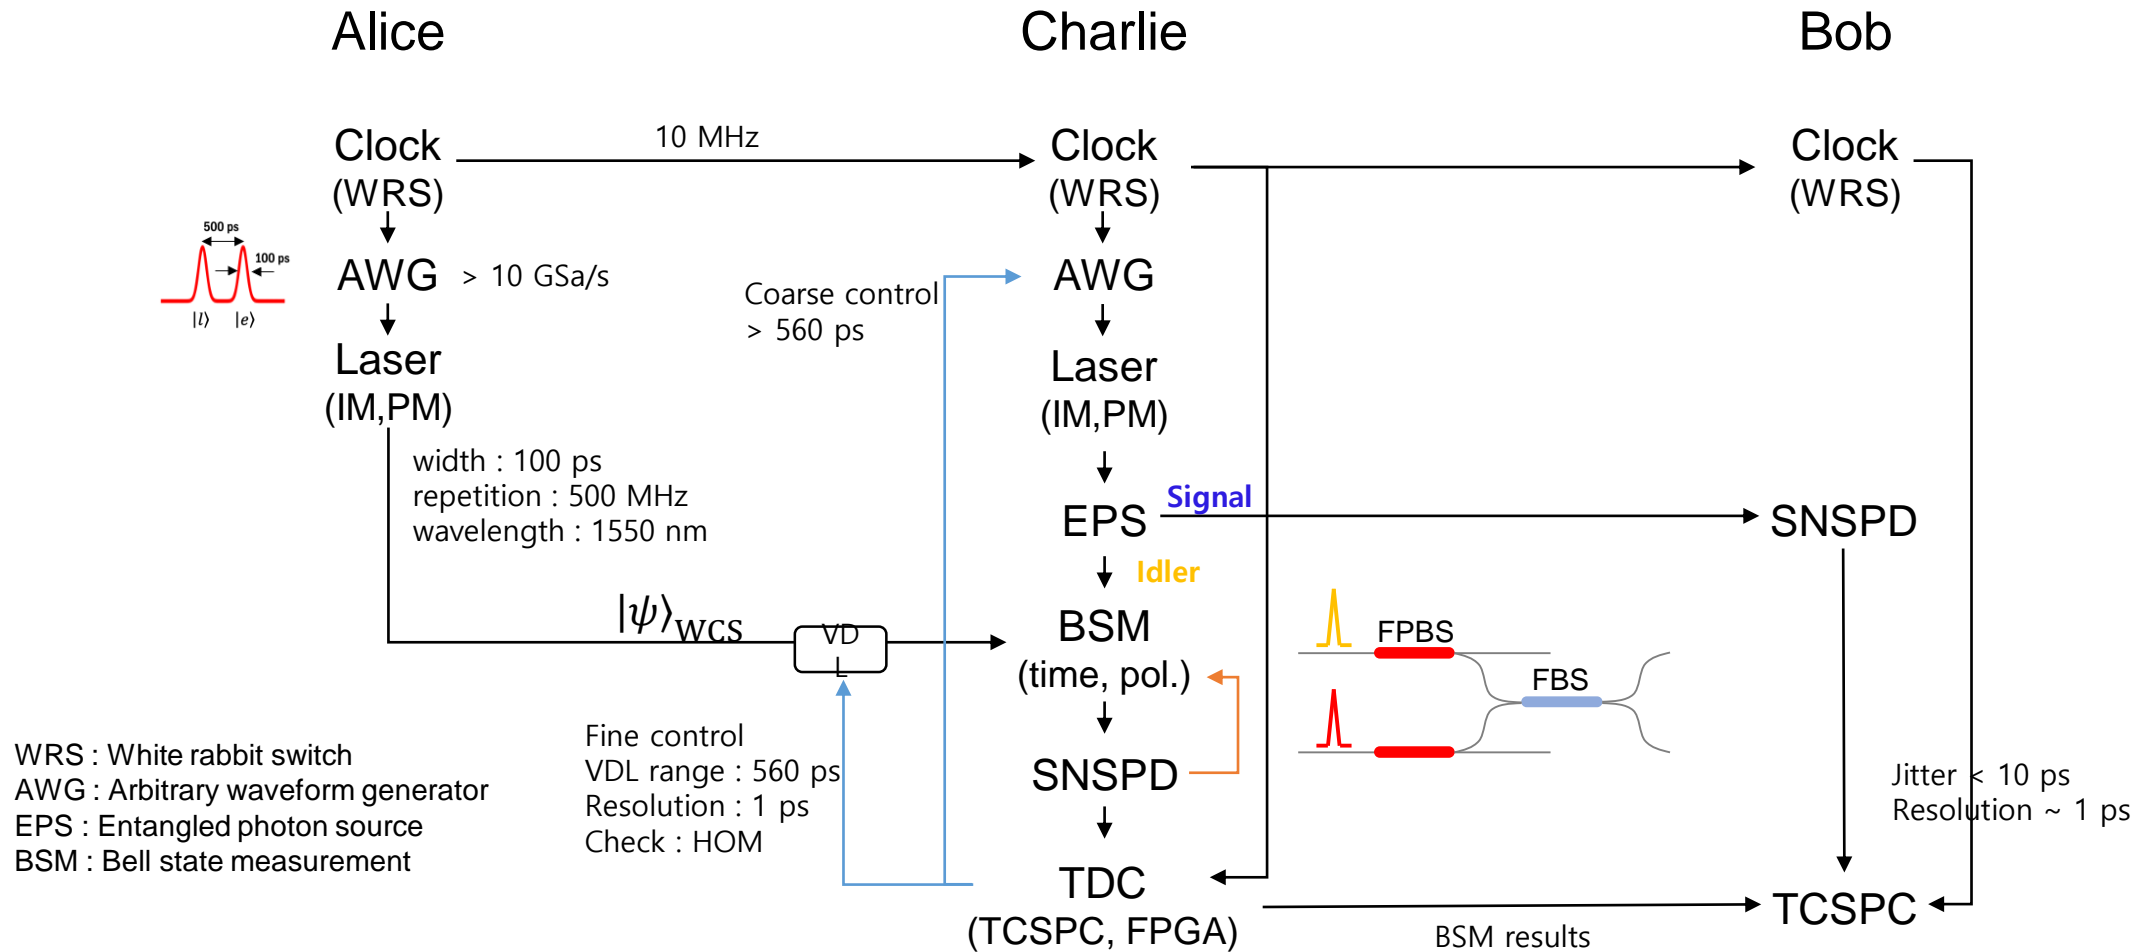 Alice
Charlie
Bob
Clock
(WRS)
10 MHz
Clock
(WRS)
Clock
(WRS)
500 ps
100 ps
|l⟩
|e⟩
AWG
> 10 GSa/s
Coarse control
> 560 ps
AWG
Laser
(IM,PM)
Laser
(IM,PM)
width : 100 ps
repetition : 500 MHz
wavelength : 1550 nm
EPS
Signal
SNSPD
Idler
|ψ⟩WCS
VD
L
BSM
(time, pol.)
FPBS
FBS
Fine control
VDL range : 560 ps
Resolution : 1 ps
Check : HOM
SNSPD
Jitter < 10 ps
Resolution ~ 1 ps
WRS : White rabbit switch
AWG : Arbitrary waveform generator
EPS : Entangled photon source
BSM : Bell state measurement
TDC
(TCSPC, FPGA)
BSM results
TCSPC